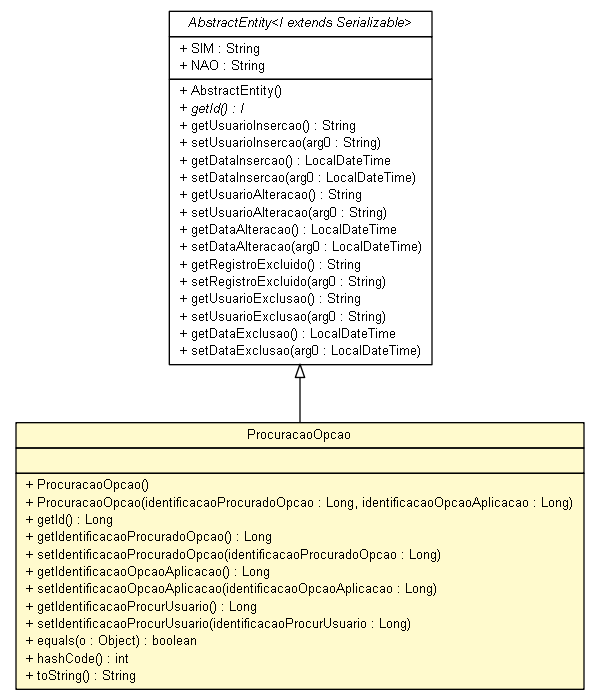 AbstractEntity<I extends Serializable>
+ SIM : String
+ NAO : String
+ AbstractEntity()
+ getId() : I
+ getUsuarioInsercao() : String
+ setUsuarioInsercao(arg0 : String)
+ getDataInsercao() : LocalDateTime
+ setDataInsercao(arg0 : LocalDateTime)
+ getUsuarioAlteracao() : String
+ setUsuarioAlteracao(arg0 : String)
+ getDataAlteracao() : LocalDateTime
+ setDataAlteracao(arg0 : LocalDateTime)
+ getRegistroExcluido() : String
+ setRegistroExcluido(arg0 : String)
+ getUsuarioExclusao() : String
+ setUsuarioExclusao(arg0 : String)
+ getDataExclusao() : LocalDateTime
+ setDataExclusao(arg0 : LocalDateTime)
ProcuracaoOpcao
+ ProcuracaoOpcao()
+ ProcuracaoOpcao(identificacaoProcuradoOpcao : Long, identificacaoOpcaoAplicacao : Long)
+ getId() : Long
+ getIdentificacaoProcuradoOpcao() : Long
+ setIdentificacaoProcuradoOpcao(identificacaoProcuradoOpcao : Long)
+ getIdentificacaoOpcaoAplicacao() : Long
+ setIdentificacaoOpcaoAplicacao(identificacaoOpcaoAplicacao : Long)
+ getIdentificacaoProcurUsuario() : Long
+ setIdentificacaoProcurUsuario(identificacaoProcurUsuario : Long)
+ equals(o : Object) : boolean
+ hashCode() : int
+ toString() : String